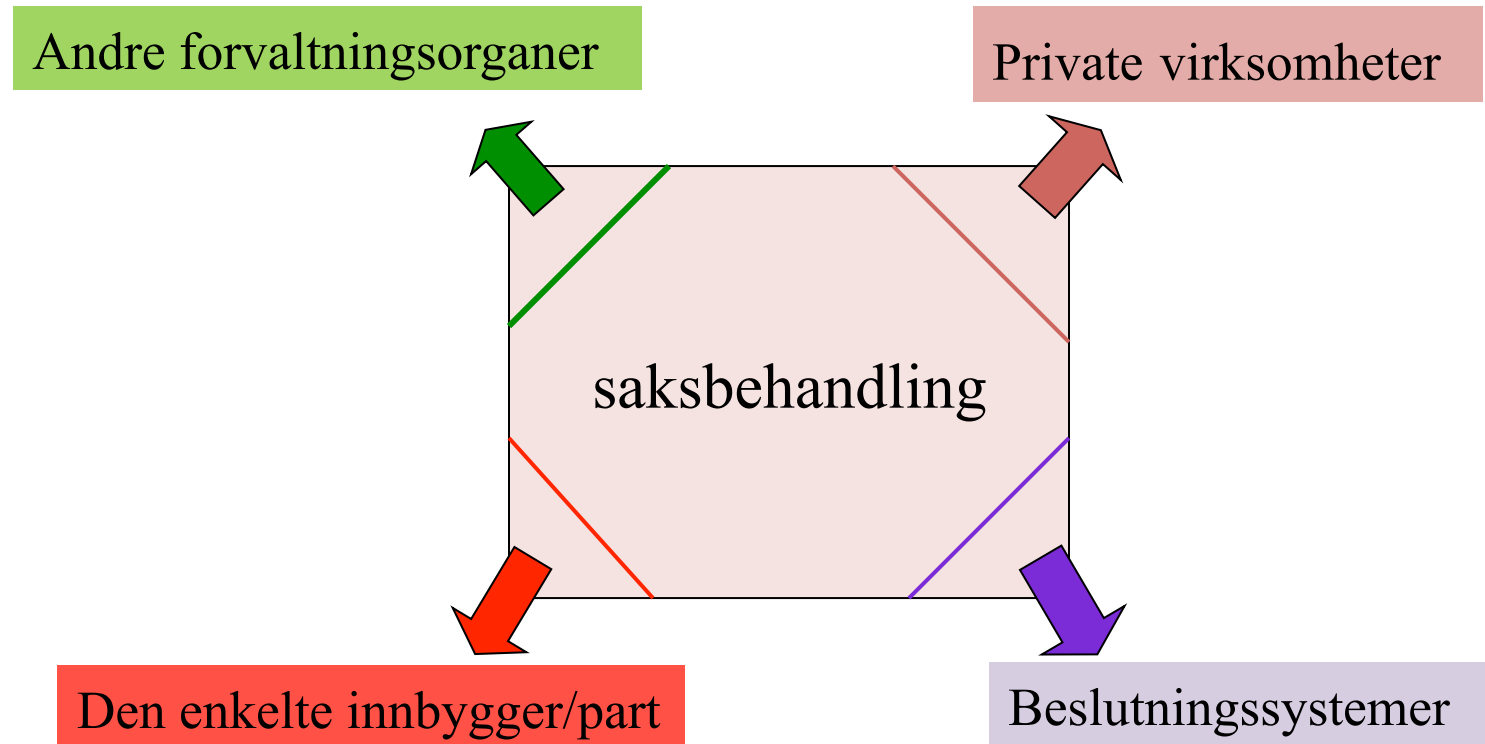 Andre forvaltningsorganer
Private virksomheter
saksbehandling
Den enkelte innbygger/part
Beslutningssystemer